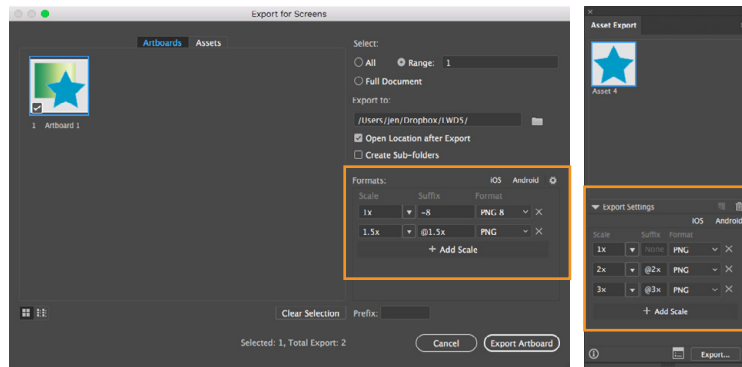 Export for Screens
Artboards Assets
1 Artboard 1
Select:
All Range: 1
Full Document
Export to:
/Users/jen/Dropbox/LWD5/
Open Location after Export
Create Sub-folders
Formats: iOS Android
Scale Suffix Format
1x -8 PNG 8
1.5x @1.5x PNG
+ Add Scale
Clear Selection Prefix:
Selected: 1, Total Export: 2 Cancel Export Artboard
Asset Export
Asset 4
Export Settings
iOS Android
Scale Suffix Format
1x None PNG
2x @2x PNG
3x @3x PNG
+ Add Scale
Export...